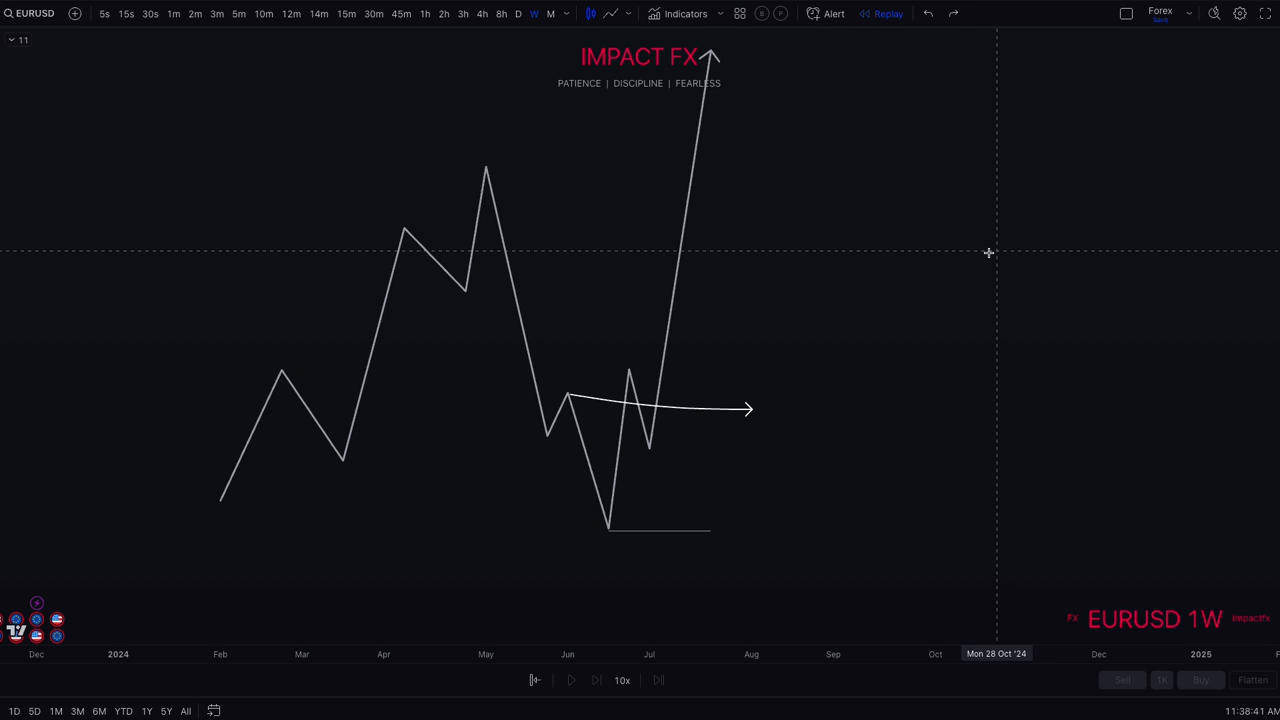 EURUSD 5s 15s 30s 1m 2m 3m 5m 10m 12m 14m 15m 30m 45m 1h 2h 3h 4h 8h D W M Indicators B P Alert Replay Forex
Save
11
IMPACT FX
PATIENCE | DISCIPLINE | FEARLESS
FX EURUSD 1W impactfx
Dec 2024 Feb Mar Apr May Jun Jul Aug Sep Oct Mon 28 Oct '24 Dec 2025 F
10x Sell 1K Buy Flatten
1D 5D 1M 3M 6M YTD 1Y 5Y All 11:38:41 AM